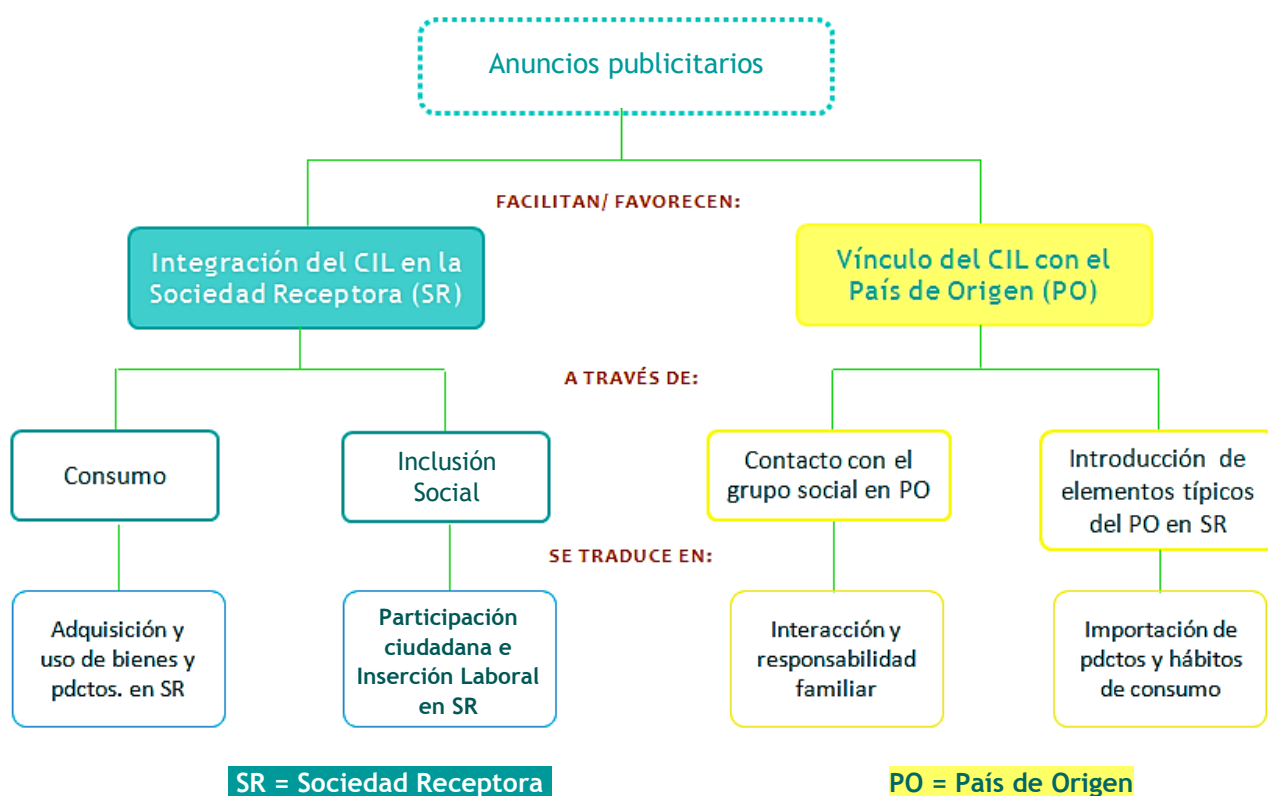 Anuncios publicitarios
FACILITAN/ FAVORECEN:
Integración del CIL en la
Sociedad Receptora (SR)
Vínculo del CIL con el
País de Origen (PO)
A TRAVÉS DE:
Consumo
Inclusión
Social
Contacto con el
grupo social en PO
Introducción de
elementos típicos
del PO en SR
SE TRADUCE EN:
Adquisición y
uso de bienes y
pdctos. en SR
Participación
ciudadana e
Inserción Laboral
en SR
Interacción y
responsabilidad
familiar
Importación de
pdctos y hábitos
de consumo
SR = Sociedad Receptora
PO = País de Origen